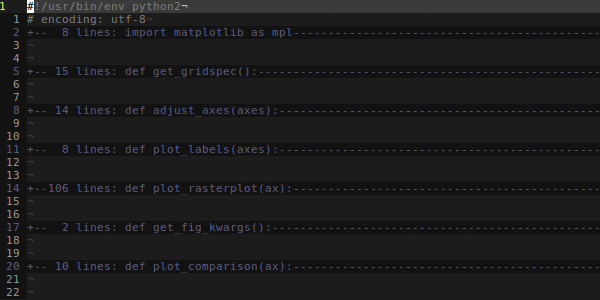 1 #!/usr/bin/env python2¬
1 # encoding: utf-8¬
2 +--  8 lines: import matplotlib as mpl-----------------------------------------------
3 ¬
4 ¬
5 +-- 15 lines: def get_gridspec():----------------------------------------------------
6 ¬
7 ¬
8 +-- 14 lines: def adjust_axes(axes):-------------------------------------------------
9 ¬
10 ¬
11 +--  8 lines: def plot_labels(axes):-------------------------------------------------
12 ¬
13 ¬
14 +--106 lines: def plot_rasterplot(ax):-----------------------------------------------
15 ¬
16 ¬
17 +--  2 lines: def get_fig_kwargs():--------------------------------------------------
18 ¬
19 ¬
20 +-- 10 lines: def plot_comparison(ax):-----------------------------------------------
21 ¬
22 ¬